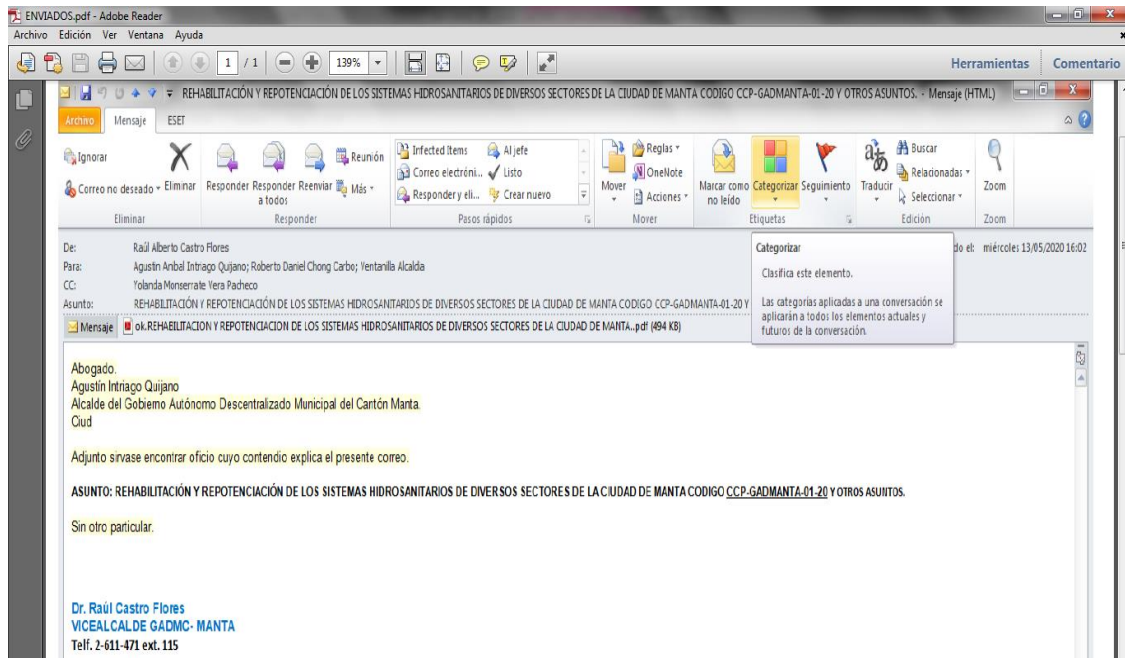 ENVIADOS.pdf - Adobe Reader
Archivo Edición Ver Ventana Ayuda
1 / 1 139% Herramientas Comentario
REHABILITACIÓN Y REPOTENCIACIÓN DE LOS SISTEMAS HIDROSANITARIOS DE DIVERSOS SECTORES DE LA CIUDAD DE MANTA CODIGO CCP-GADMANTA-01-20 Y OTROS ASUNTOS. - Mensaje (HTML)
Archivo Mensaje ESET
Ignorar
Correo no deseado
Eliminar
Eliminar
Responder
Responder a todos
Reenviar
Reunión
Más
Responder
Infected Items
Correo electróni...
Responder y eli...
Al jefe
Listo
Crear nuevo
Pasos rápidos
Mover
Reglas
OneNote
Acciones
Mover
Marcar como no leído
Categorizar
Seguimiento
Etiquetas
Traducir
Buscar
Relacionadas
Seleccionar
Edición
Zoom
Zoom
De: Raúl Alberto Castro Flores do el: miércoles 13/05/2020 16:02
Para: Agustin Anibal Intriago Quijano; Roberto Daniel Chong Carbo; Ventanilla Alcaldia
CC: Yolanda Monserrate Vera Pacheco
Asunto: REHABILITACIÓN Y REPOTENCIACIÓN DE LOS SISTEMAS HIDROSANITARIOS DE DIVERSOS SECTORES DE LA CIUDAD DE MANTA CODIGO CCP-GADMANTA-01-20 Y
Mensaje ok.REHABILITACION Y REPOTENCIACION DE LOS SISTEMAS HIDROSANITARIOS DE DIVERSOS SECTORES DE LA CIUDAD DE MANTA..pdf (494 KB)
Categorizar
Clasifica este elemento.
Las categorías aplicadas a una conversación se
aplicarán a todos los elementos actuales y
futuros de la conversación.
Abogado.
Agustín Intriago Quijano
Alcalde del Gobierno Autónomo Descentralizado Municipal del Cantón Manta.
Ciud
Adjunto sirvase encontrar oficio cuyo contendio explica el presente correo.
ASUNTO: REHABILITACIÓN Y REPOTENCIACIÓN DE LOS SISTEMAS HIDROSANITARIOS DE DIVERSOS SECTORES DE LA CIUDAD DE MANTA CODIGO CCP-GADMANTA-01-20 Y OTROS ASUNTOS.
Sin otro particular.
Dr. Raúl Castro Flores
VICEALCALDE GADMC- MANTA
Telf. 2-611-471 ext. 115